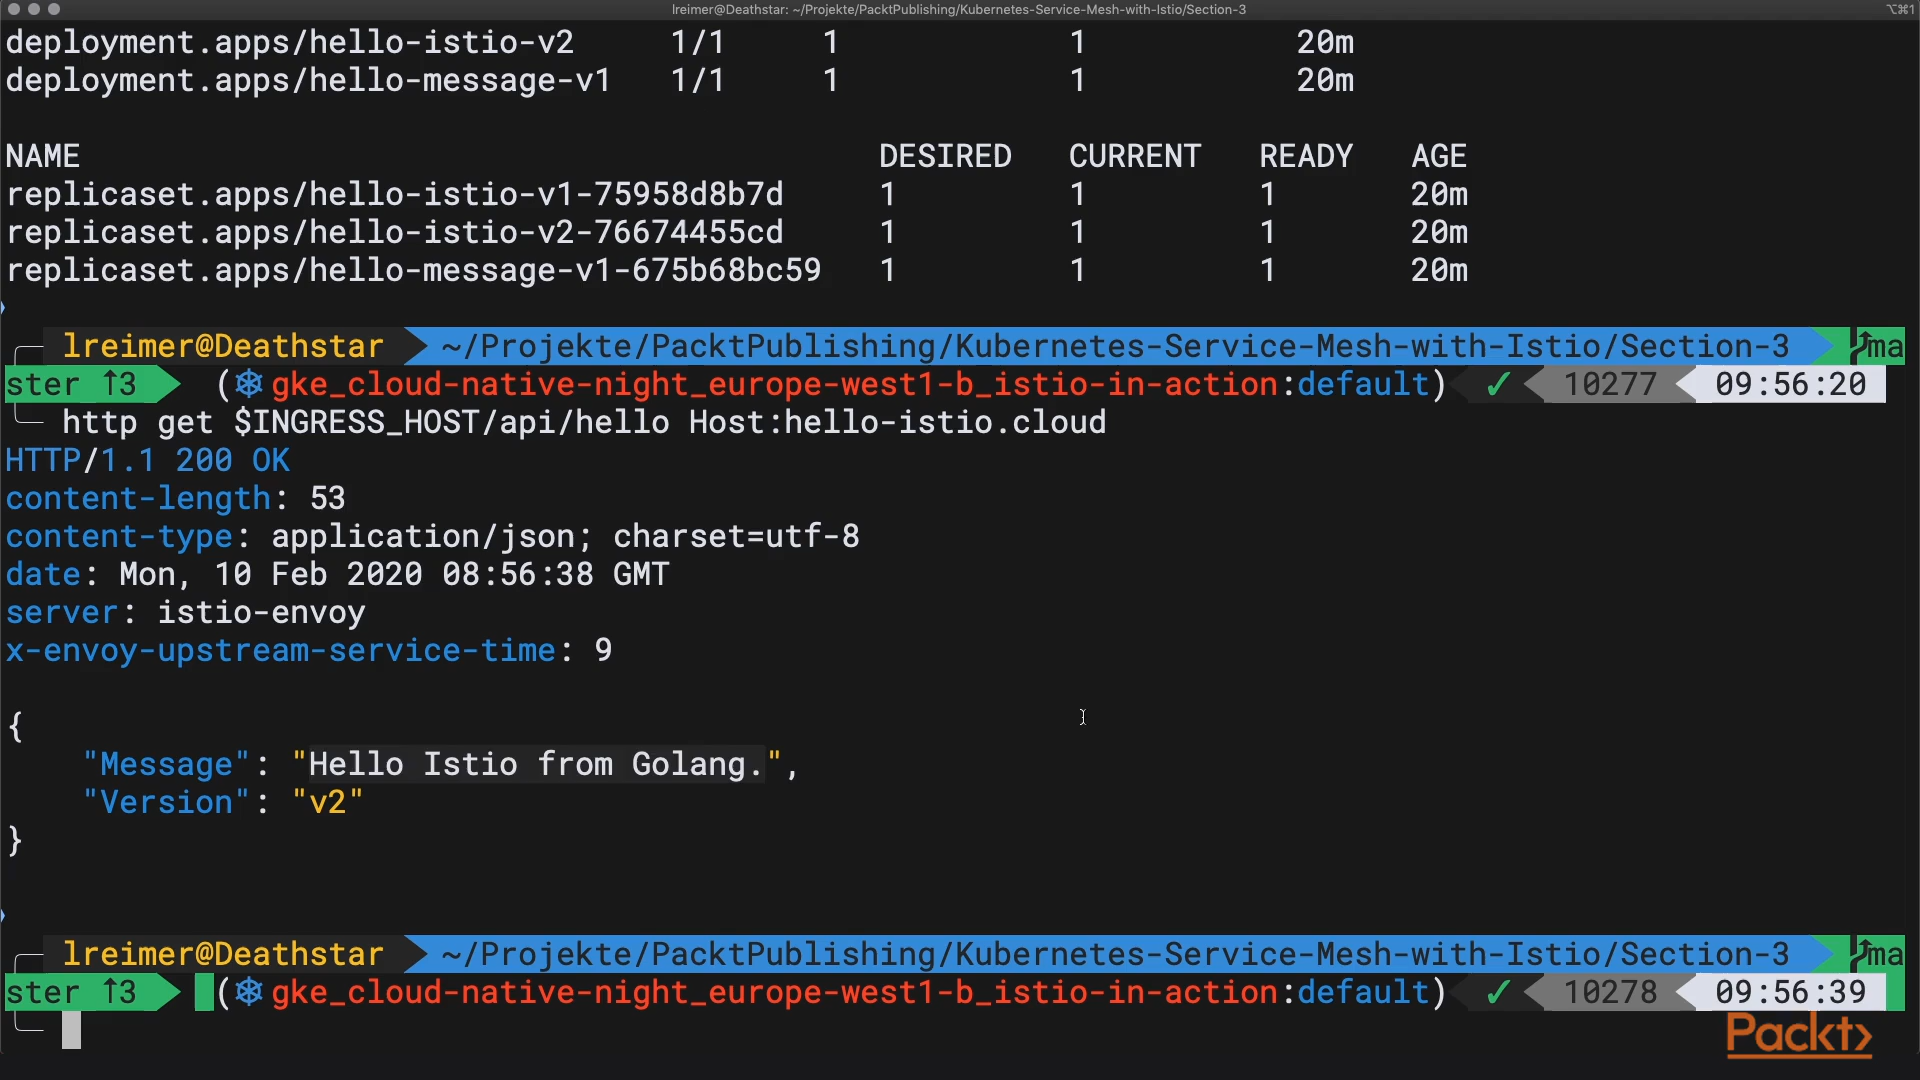 lreimer@Deathstar: ~/Projekte/PacktPublishing/Kubernetes-Service-Mesh-with-Istio/Section-3 ⌥⌘1
deployment.apps/hello-istio-v2 1/1 1 1 20m
deployment.apps/hello-message-v1 1/1 1 1 20m
NAME DESIRED CURRENT READY AGE
replicaset.apps/hello-istio-v1-75958d8b7d 1 1 1 20m
replicaset.apps/hello-istio-v2-76674455cd 1 1 1 20m
replicaset.apps/hello-message-v1-675b68bc59 1 1 1 20m
lreimer@Deathstar ~/Projekte/PacktPublishing/Kubernetes-Service-Mesh-with-Istio/Section-3 ma
ster ↑3 (⎈ gke_cloud-native-night_europe-west1-b_istio-in-action:default) ✓ 10277 09:56:20
http get $INGRESS_HOST/api/hello Host:hello-istio.cloud
HTTP/1.1 200 OK
content-length: 53
content-type: application/json; charset=utf-8
date: Mon, 10 Feb 2020 08:56:38 GMT
server: istio-envoy
x-envoy-upstream-service-time: 9
{
"Message": "Hello Istio from Golang.",
"Version": "v2"
}
lreimer@Deathstar ~/Projekte/PacktPublishing/Kubernetes-Service-Mesh-with-Istio/Section-3 ma
ster ↑3 (⎈ gke_cloud-native-night_europe-west1-b_istio-in-action:default) ✓ 10278 09:56:39
Packt>